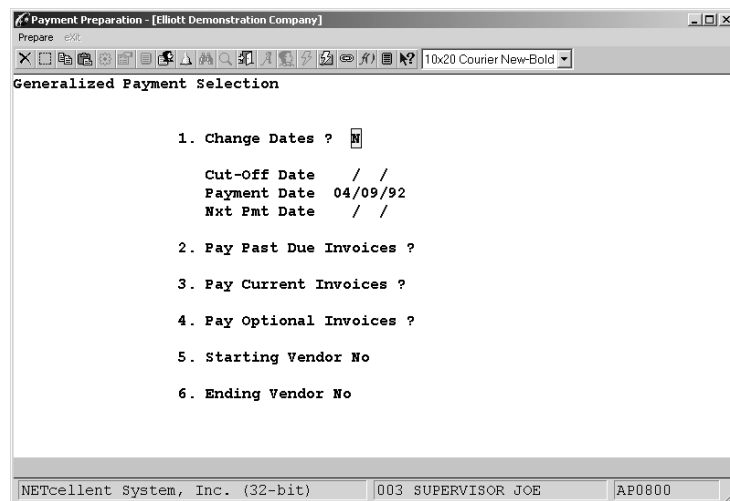 Payment Preparation - [Elliott Demonstration Company]
Prepare eXit
10x20 Courier New-Bold
Generalized Payment Selection
1. Change Dates ? N
Cut-Off Date / /
Payment Date 04/09/92
Nxt Pmt Date / /
2. Pay Past Due Invoices ?
3. Pay Current Invoices ?
4. Pay Optional Invoices ?
5. Starting Vendor No
6. Ending Vendor No
NETcellent System, Inc. (32-bit) 003 SUPERVISOR JOE AP0800